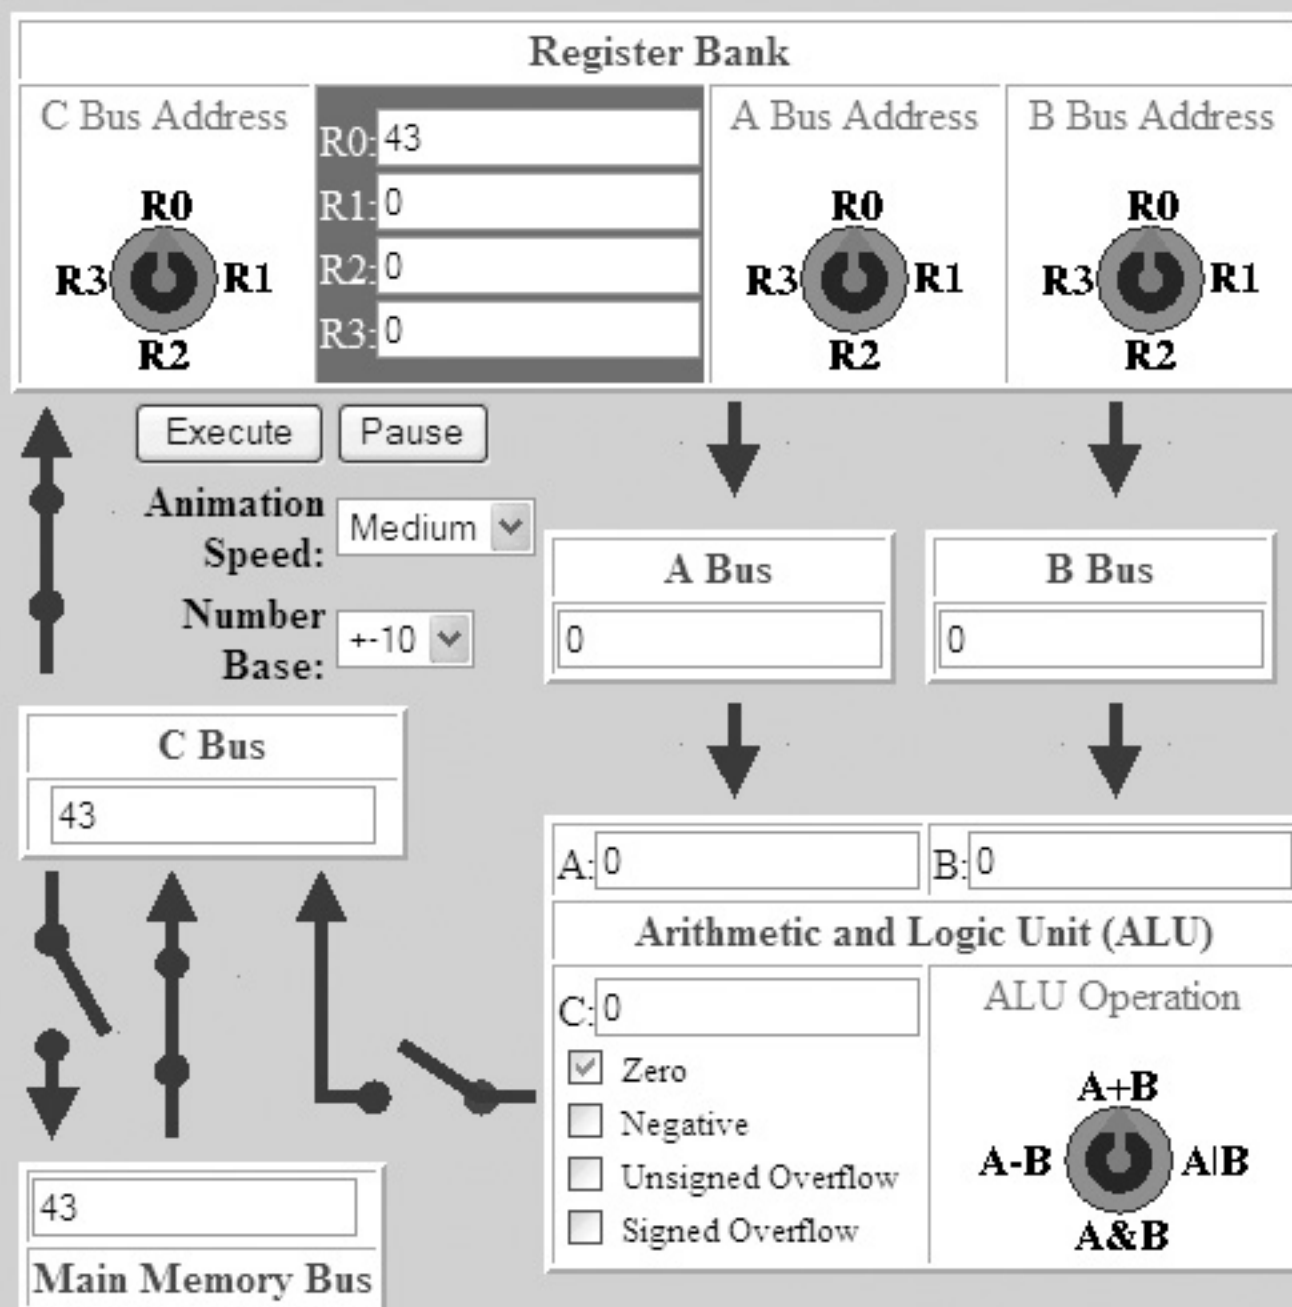 Register Bank
C Bus Address
R0
R3
R1
R2
R0: 43
R1: 0
R2: 0
R3: 0
A Bus Address
R0
R3
R1
R2
B Bus Address
R0
R3
R1
R2
Execute
Pause
Animation
Speed:
Medium
Number
Base:
+-10
A Bus
0
B Bus
0
C Bus
43
A: 0
B: 0
Arithmetic and Logic Unit (ALU)
C: 0
Zero
Negative
Unsigned Overflow
Signed Overflow
ALU Operation
A+B
A-B
A|B
A&B
43
Main Memory Bus